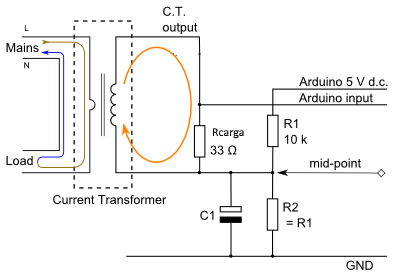 C.T.
output
L
Mains
N
Arduino 5 V d.c.
Arduino input
Rcarga
33 Ω
R1
10 k
mid-point
Load
Current Transformer
C1
R2
= R1
GND